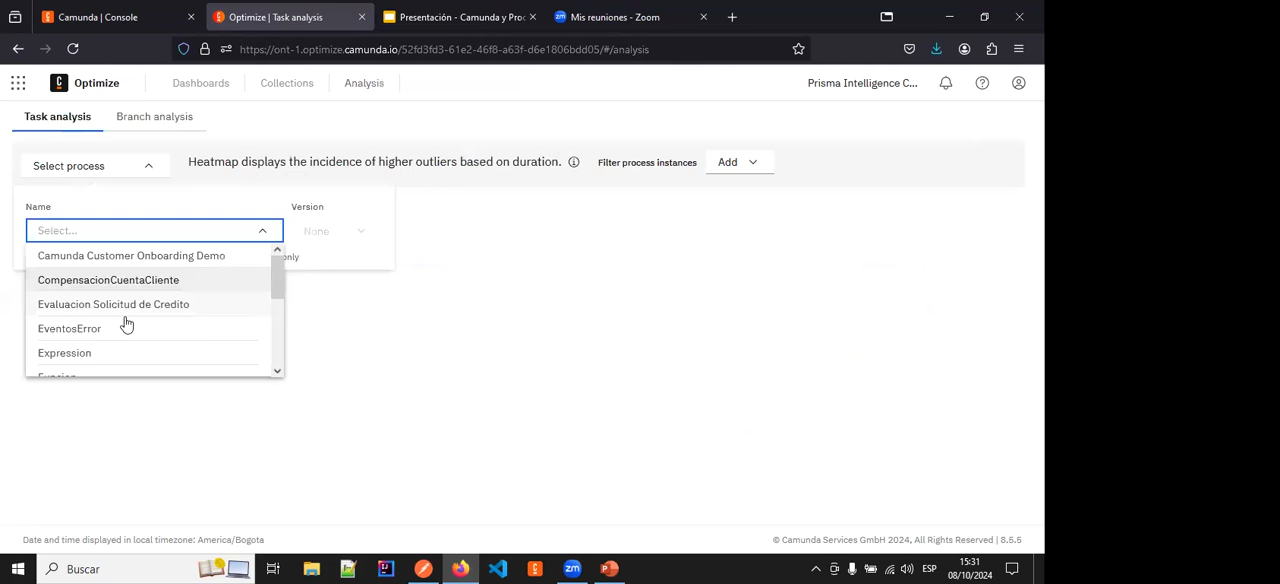 Camunda | Console
Optimize | Task analysis
Presentación - Camunda y Proc
Mis reuniones - Zoom
https://ont-1.optimize.camunda.io/52fd3fd3-61e2-46f8-a63f-d6e1806bdd05/#/analysis
Optimize
Dashboards
Collections
Analysis
Prisma Intelligence C...
Task analysis
Branch analysis
Select process
Heatmap displays the incidence of higher outliers based on duration.
Filter process instances
Add
Name
Version
Select...
None
Camunda Customer Onboarding Demo
only
CompensacionCuentaCliente
Evaluacion Solicitud de Credito
EventosError
Expression
Funcion
Date and time displayed in local timezone: America/Bogota
© Camunda Services GmbH 2024, All Rights Reserved | 8.5.5
Buscar
ESP
15:31
08/10/2024